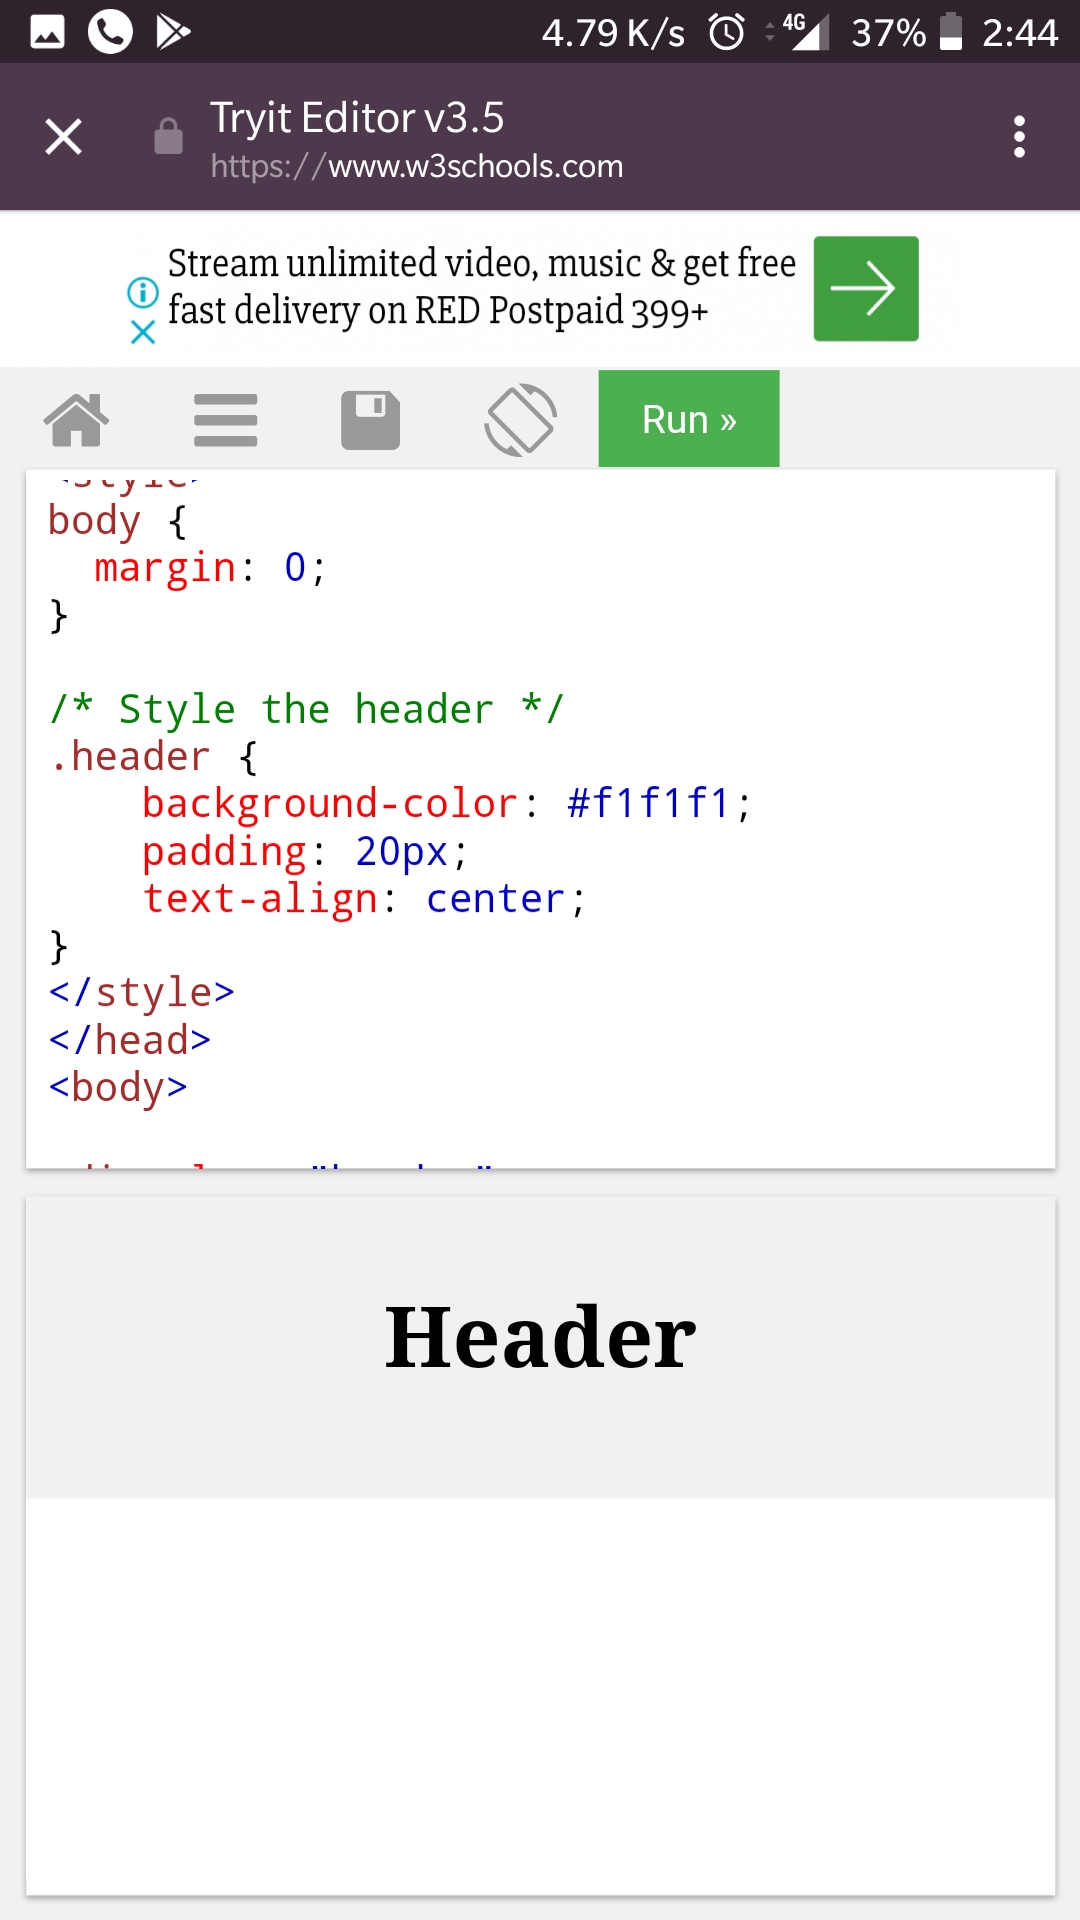 4.79 K/s 4G 37% 2:44
Tryit Editor v3.5
https://www.w3schools.com
Stream unlimited video, music & get free
fast delivery on RED Postpaid 399+
Run »
body {
  margin: 0;
}
/* Style the header */
.header {
    background-color: #f1f1f1;
    padding: 20px;
    text-align: center;
}
</style>
</head>
<body>
Header